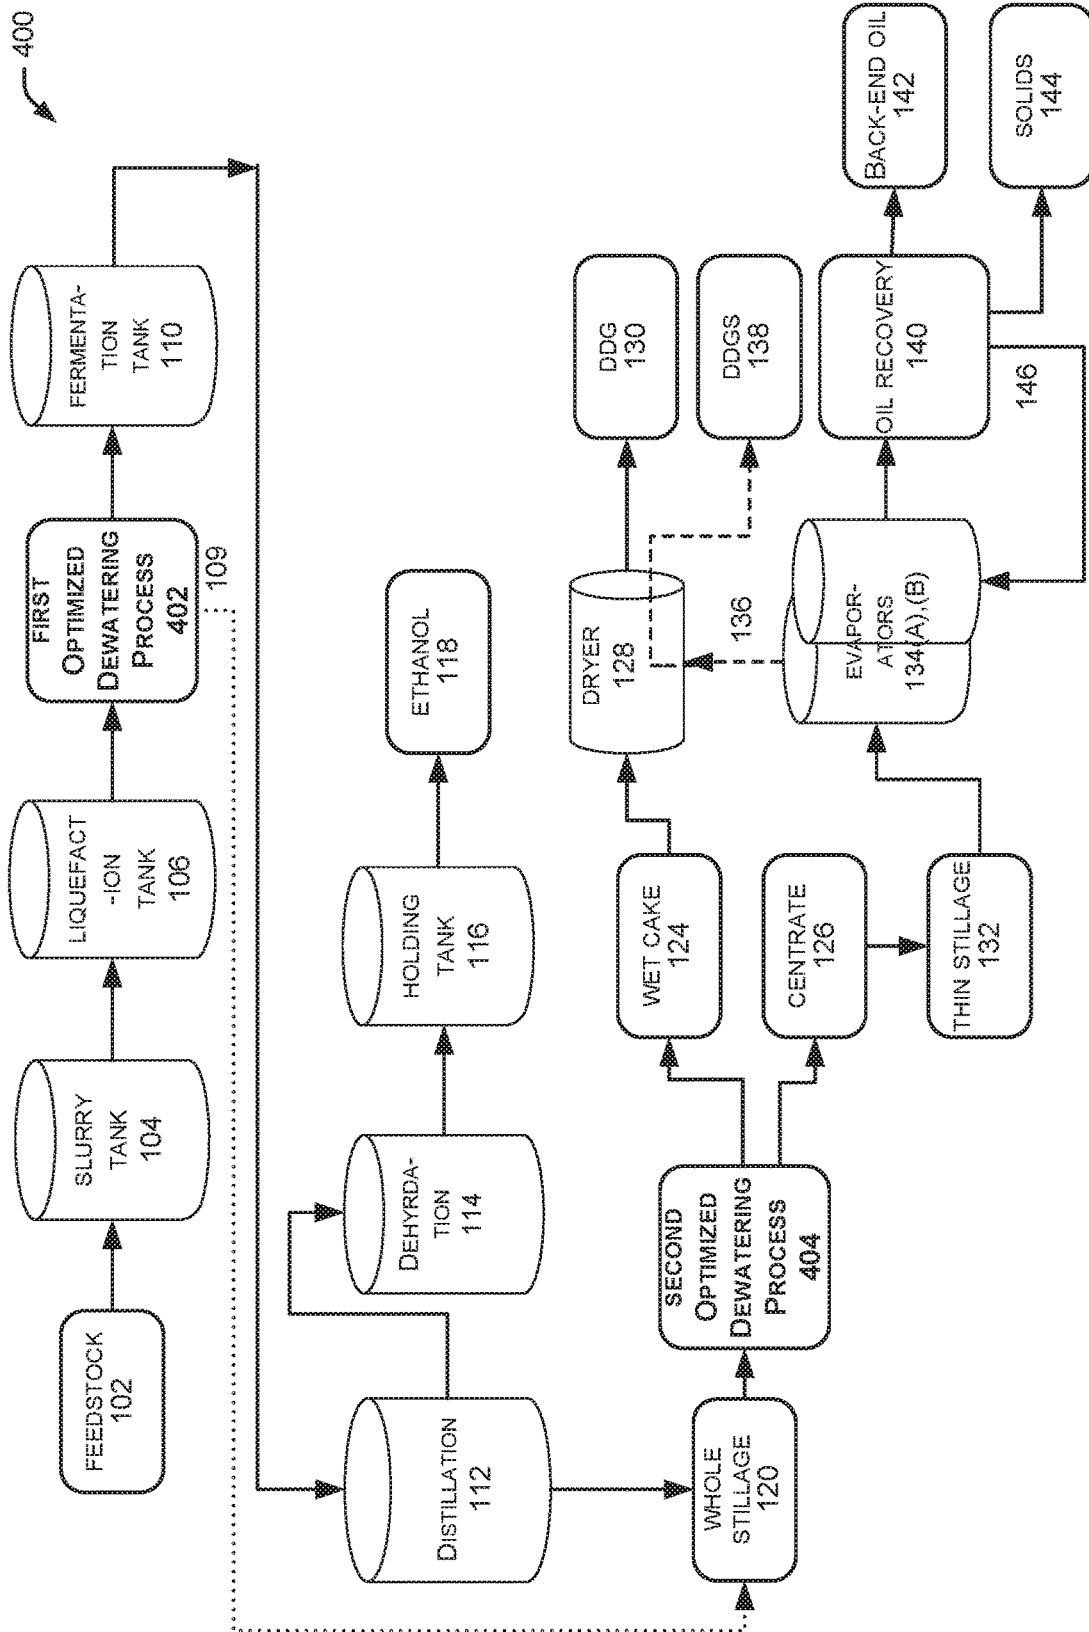 400
FEEDSTOCK
102
SLURRY
TANK
104
LIQUEFACT
-ION
TANK
106
FIRST
OPTIMIZED
DEWATERING
PROCESS
402
109
FERMENTA-
TION
TANK
110
DISTILLATION
112
DEHYRDA-
TION
114
HOLDING
TANK
116
ETHANOL
118
WHOLE
STILLAGE
120
SECOND
OPTIMIZED
DEWATERING
PROCESS
404
WET CAKE
124
CENTRATE
126
THIN STILLAGE
132
DRYER
128
136
EVAPOR-
ATORS
134(A),(B)
DDG
130
DDGS
138
OIL RECOVERY
140
146
BACK-END OIL
142
SOLIDS
144